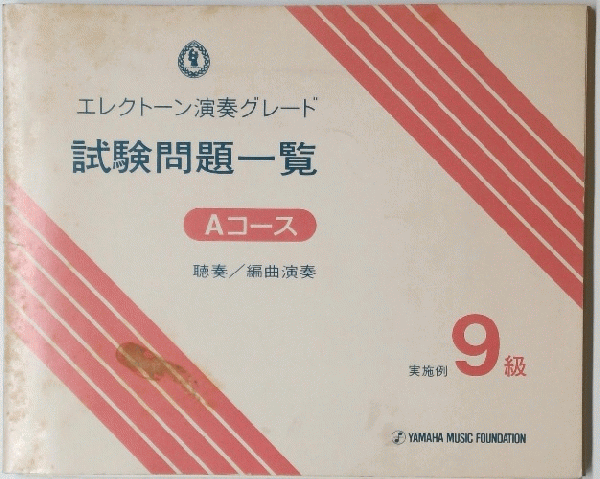 エレクトーン演奏グレード
試験問題一覧
Aコース
聴奏/編曲演奏
実施例 9級
YAMAHA MUSIC FOUNDATION